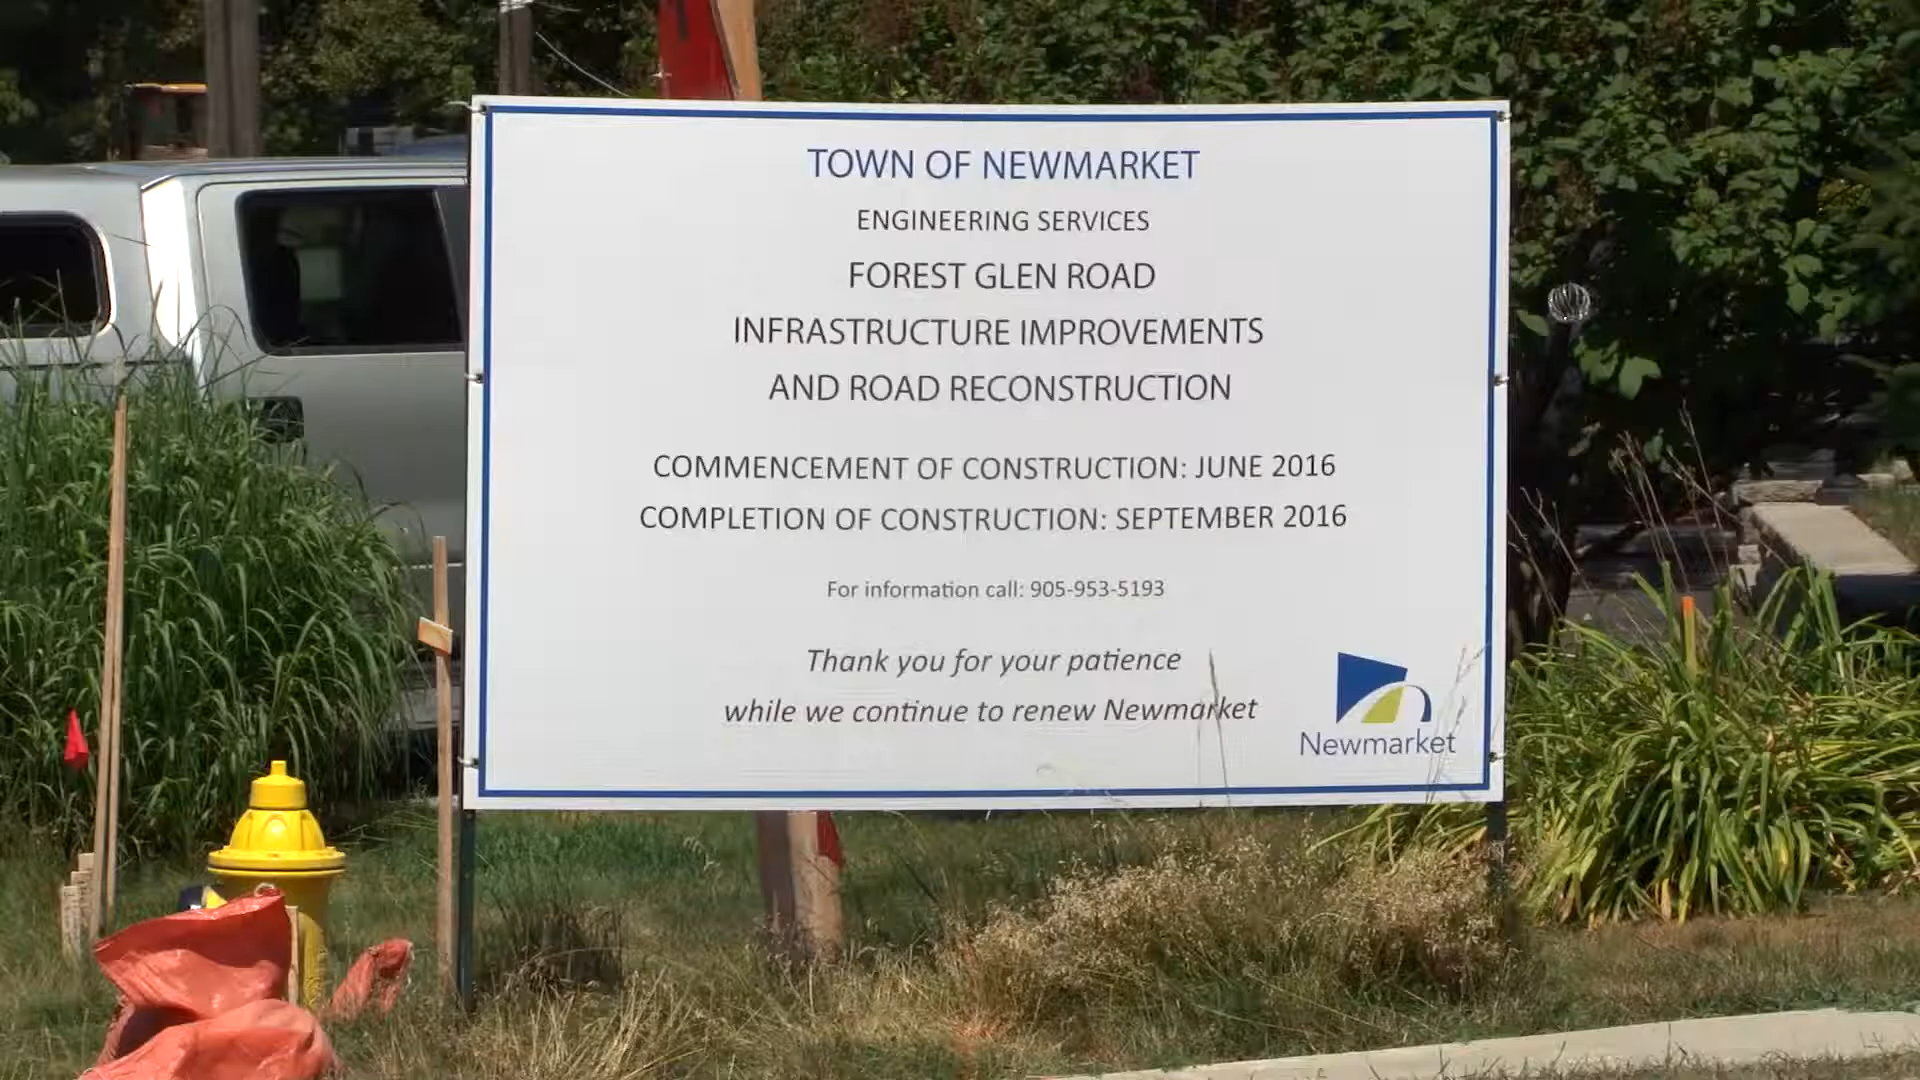 TOWN OF NEWMARKET
ENGINEERING SERVICES
FOREST GLEN ROAD
INFRASTRUCTURE IMPROVEMENTS
AND ROAD RECONSTRUCTION
COMMENCEMENT OF CONSTRUCTION: JUNE 2016
COMPLETION OF CONSTRUCTION: SEPTEMBER 2016
For information call: 905-953-5193
Thank you for your patience
while we continue to renew Newmarket
Newmarket